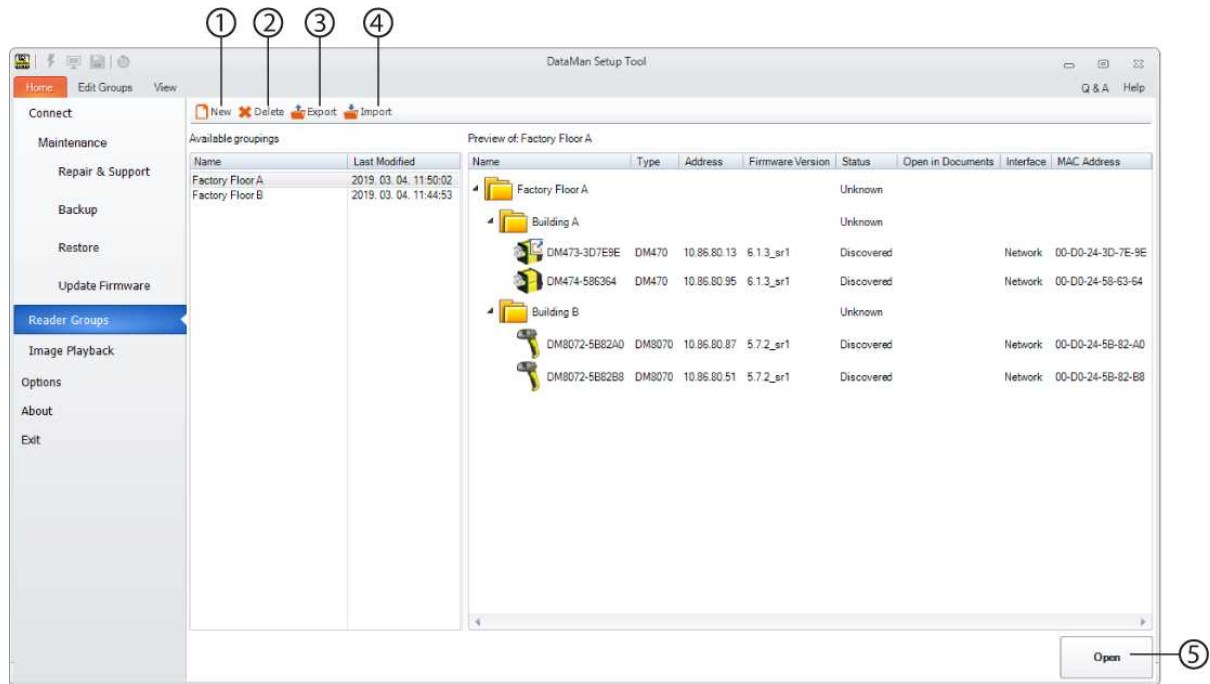 ① ② ③ ④
DataMan Setup Tool
Home Edit Groups View Q & A Help
New Delete Export Import
Connect
Maintenance
Repair & Support
Backup
Restore
Update Firmware
Reader Groups
Image Playback
Options
About
Exit
Available groupings
Name Last Modified
Factory Floor A 2019. 03. 04. 11:50:02
Factory Floor B 2019. 03. 04. 11:44:53
Preview of: Factory Floor A
Name Type Address Firmware Version Status Open in Documents Interface MAC Address
Factory Floor A Unknown
Building A Unknown
DM473-3D7E9E DM470 10.86.80.13 6.1.3_sr1 Discovered Network 00-D0-24-3D-7E-9E
DM474-586364 DM470 10.86.80.95 6.1.3_sr1 Discovered Network 00-D0-24-58-63-64
Building B Unknown
DM8072-5B82A0 DM8070 10.86.80.87 5.7.2_sr1 Discovered Network 00-D0-24-5B-82-A0
DM8072-5B82B8 DM8070 10.86.80.51 5.7.2_sr1 Discovered Network 00-D0-24-5B-82-B8
Open ⑤